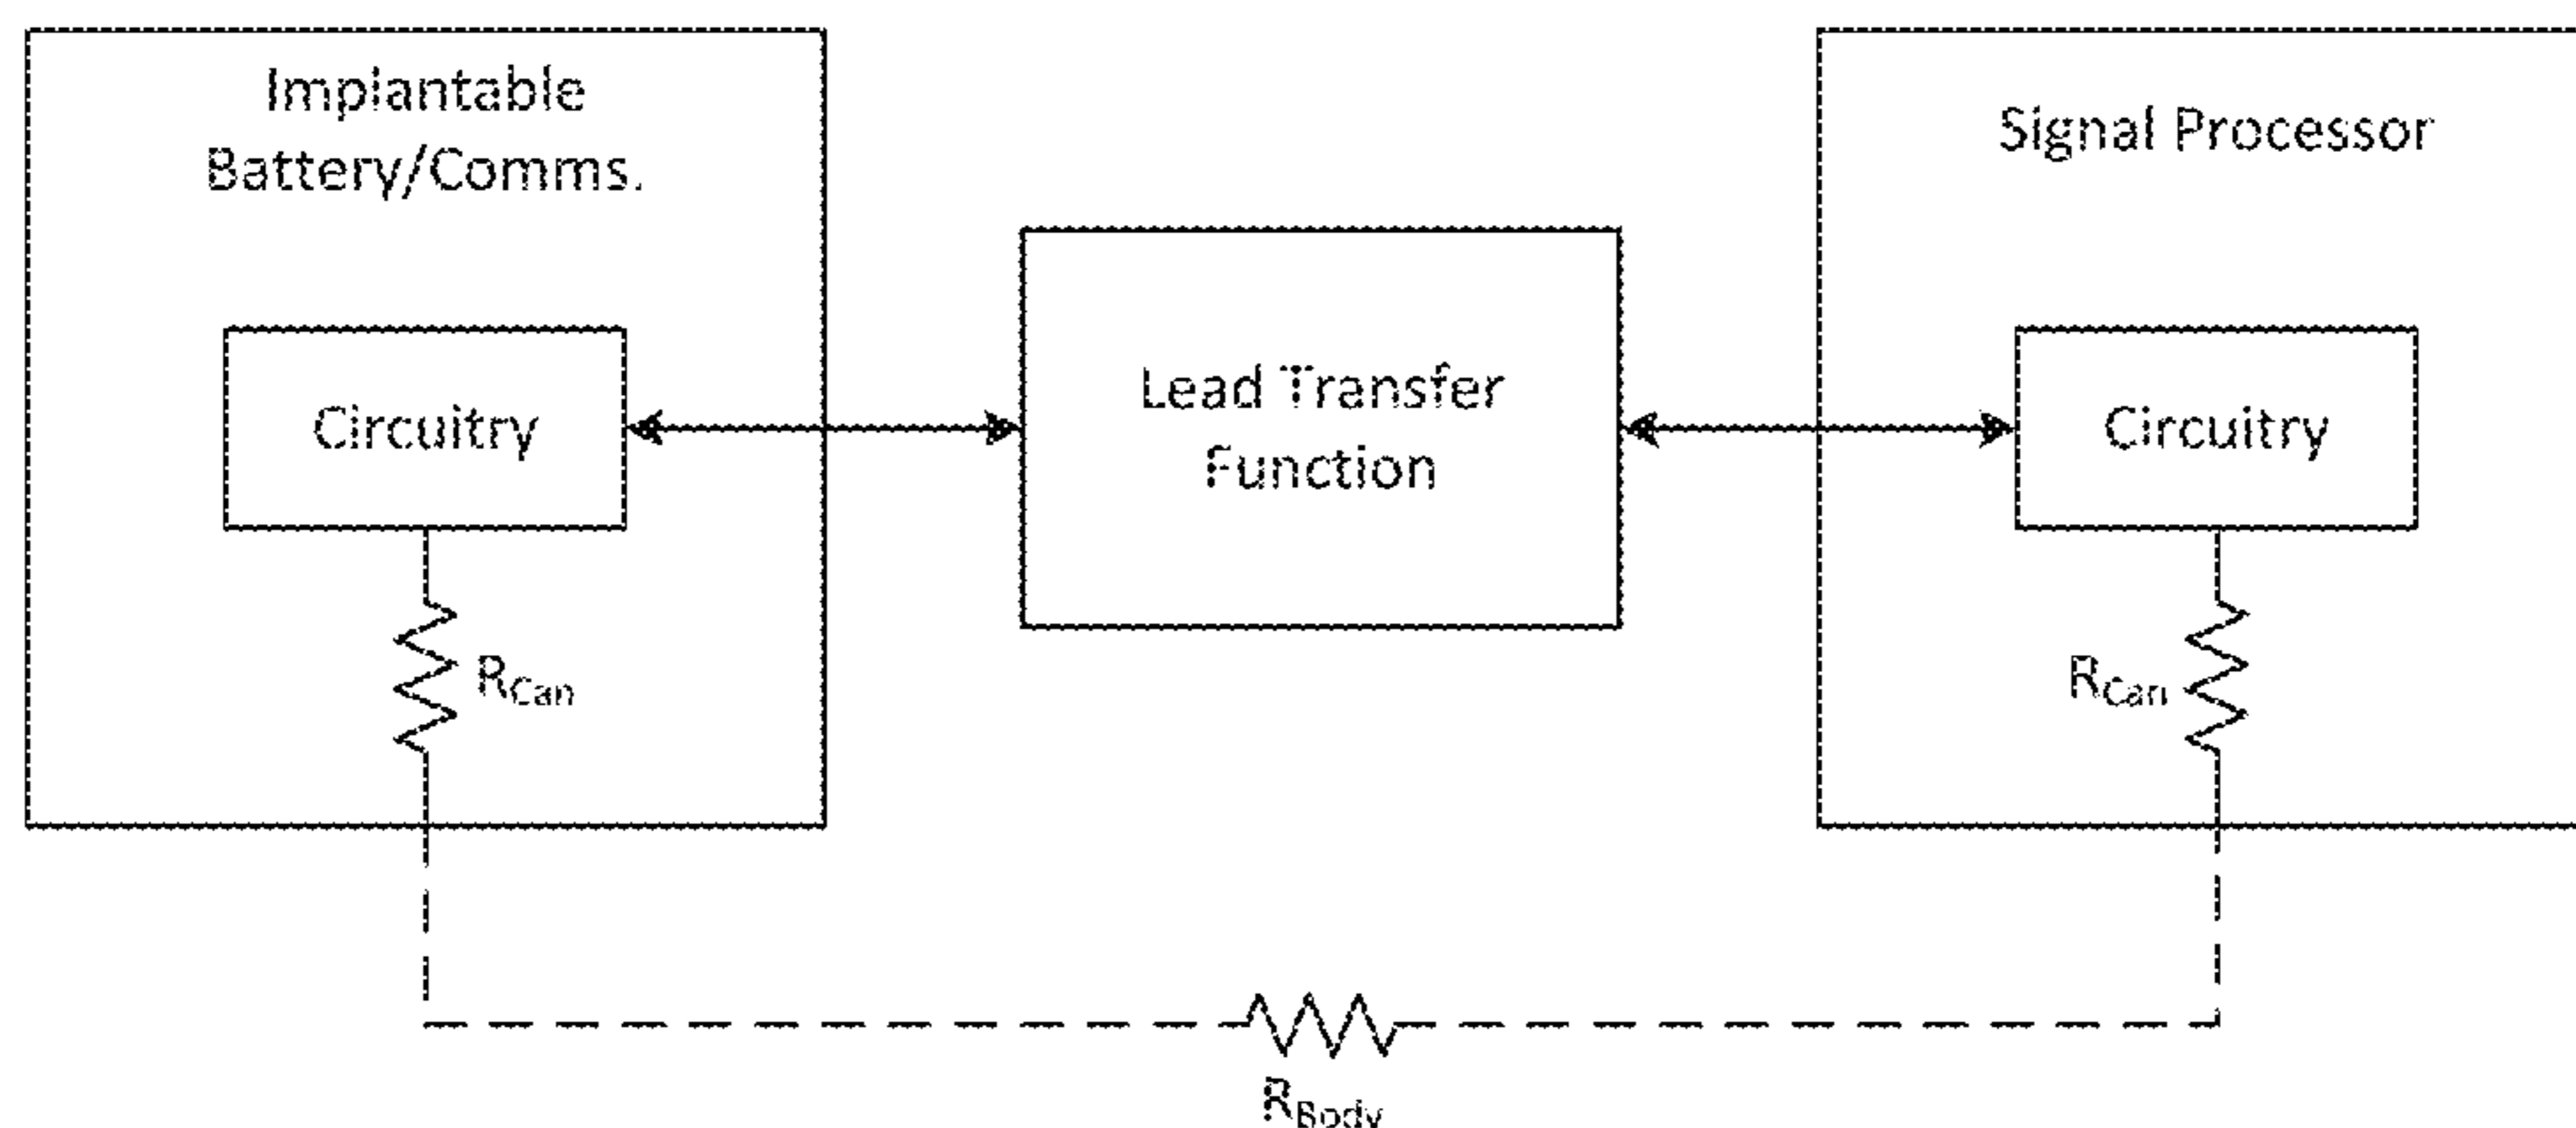 Implantable
Battery/Comms.
Signal Processor
Lead Transfer
Function
Circuitry
Circuitry
RCan
RCan
RBody